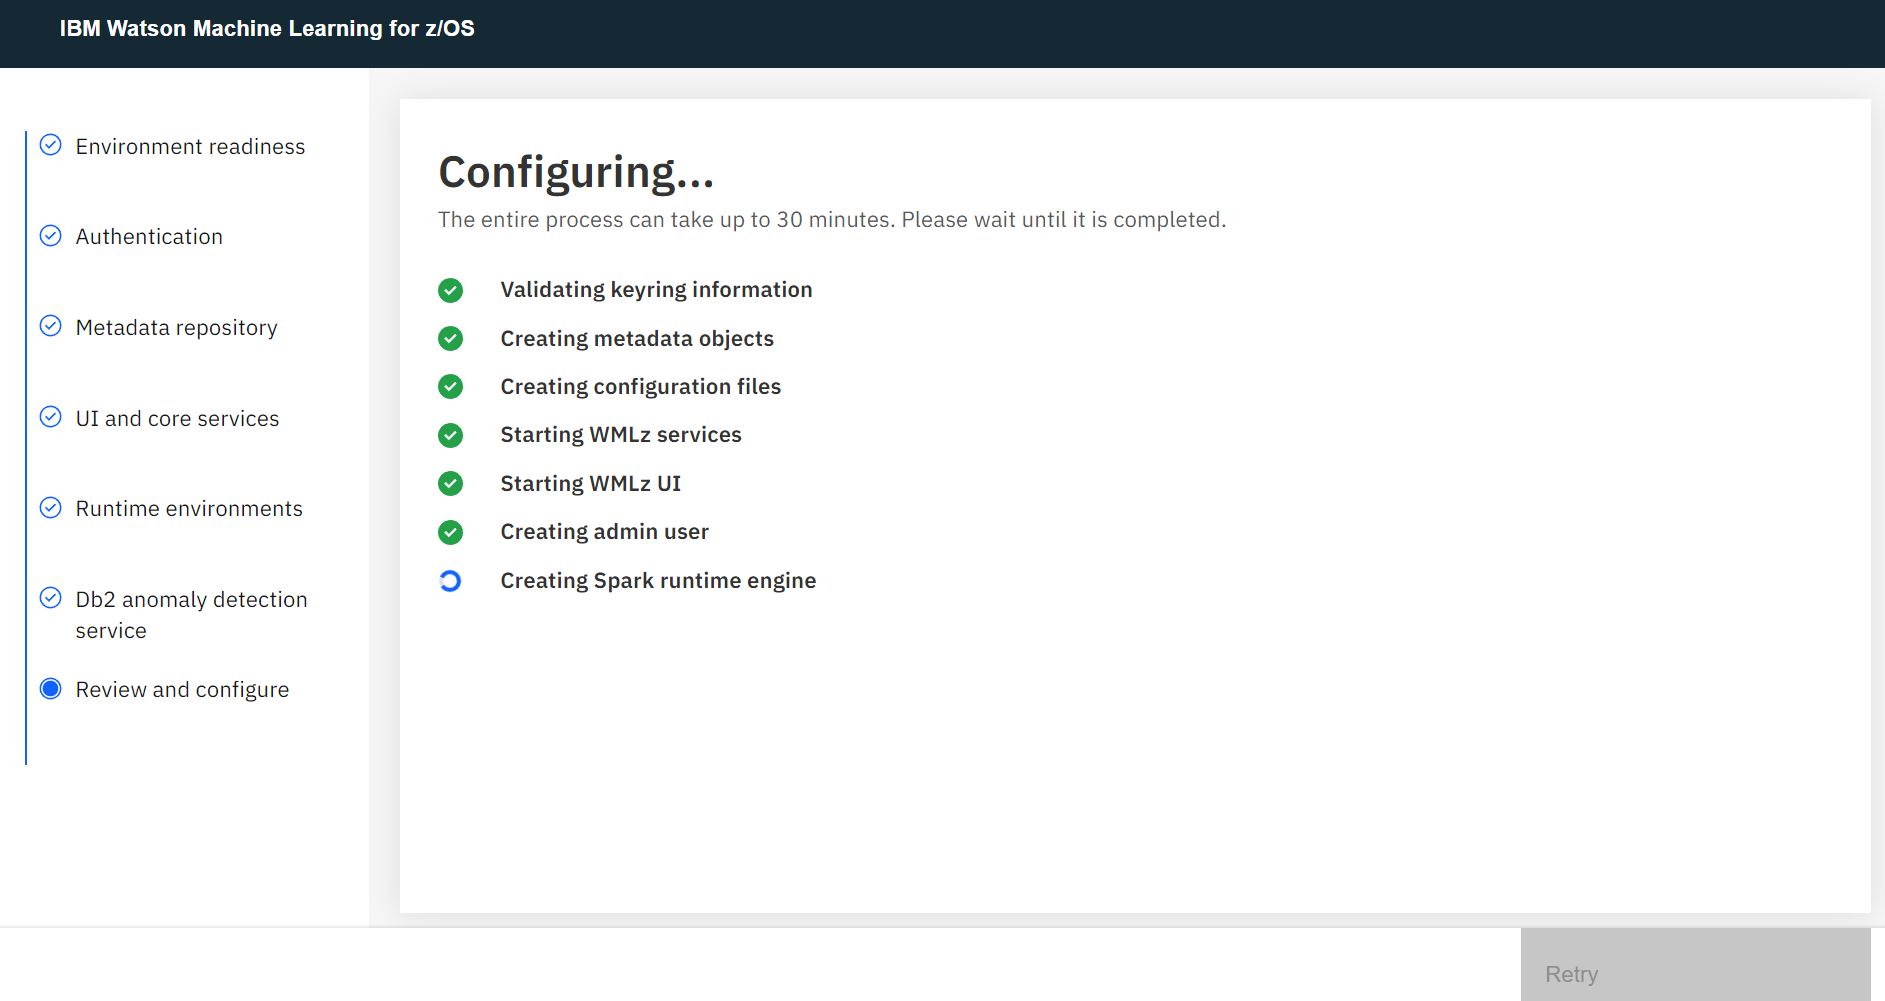 IBM Watson Machine Learning for z/OS
Environment readiness
Authentication
Metadata repository
UI and core services
Runtime environments
Db2 anomaly detection
service
Review and configure
Configuring...
The entire process can take up to 30 minutes. Please wait until it is completed.
Validating keyring information
Creating metadata objects
Creating configuration files
Starting WMLz services
Starting WMLz UI
Creating admin user
Creating Spark runtime engine
Retry